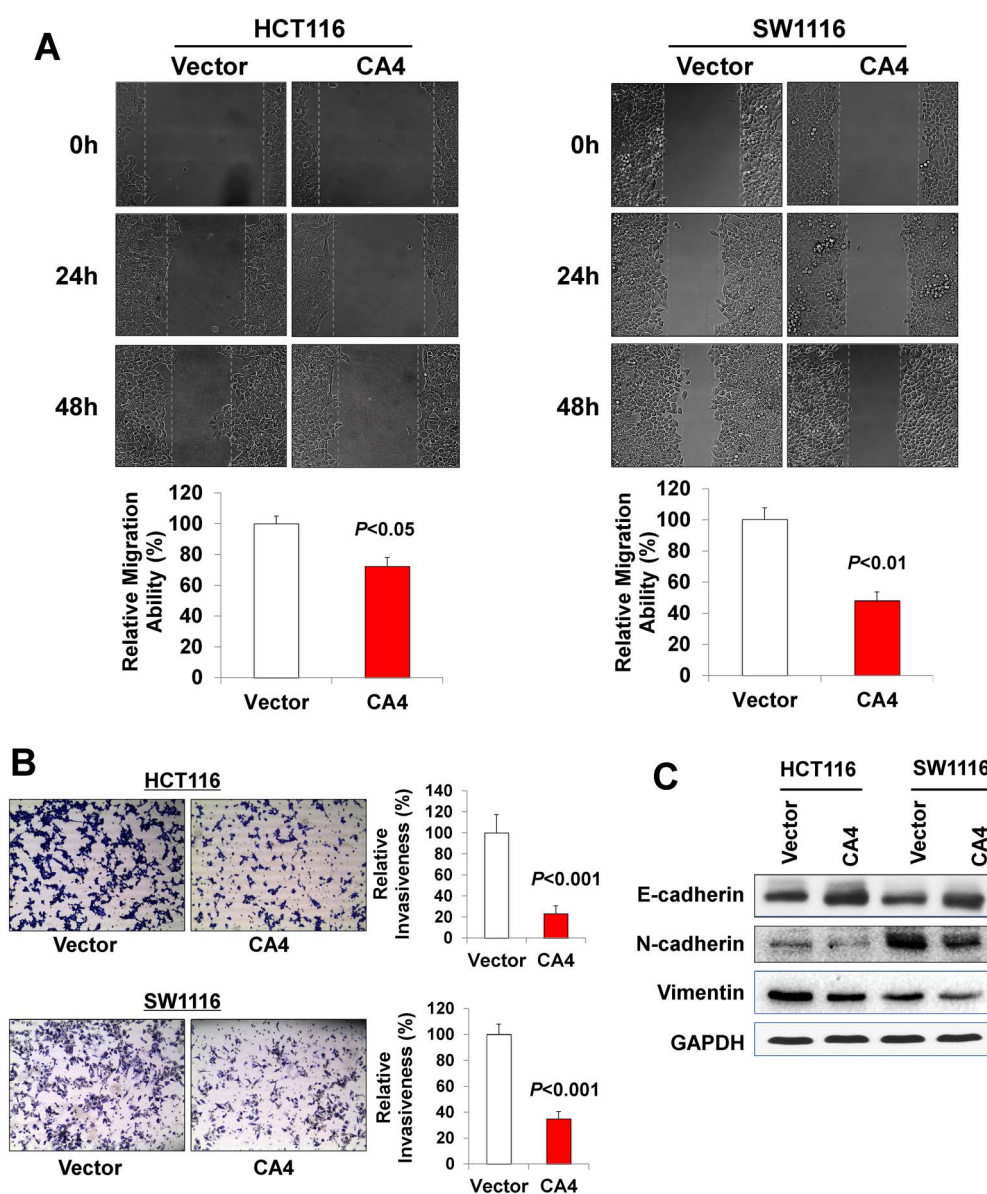 A
HCT116
Vector CA4
0h
24h
48h
120
100
80
60
40
20
0
Relative Migration
Ability (%)
P<0.05
Vector CA4
SW1116
Vector CA4
0h
24h
48h
120
100
80
60
40
20
0
Relative Migration
Ability (%)
P<0.01
Vector CA4
B
HCT116
Vector CA4
Relative
Invasiveness (%)
140
120
100
80
60
40
20
0
P<0.001
Vector CA4
SW1116
Vector CA4
Relative
Invasiveness (%)
120
100
80
60
40
20
0
P<0.001
Vector CA4
C
HCT116 SW1116
Vector CA4 Vector CA4
E-cadherin
N-cadherin
Vimentin
GAPDH